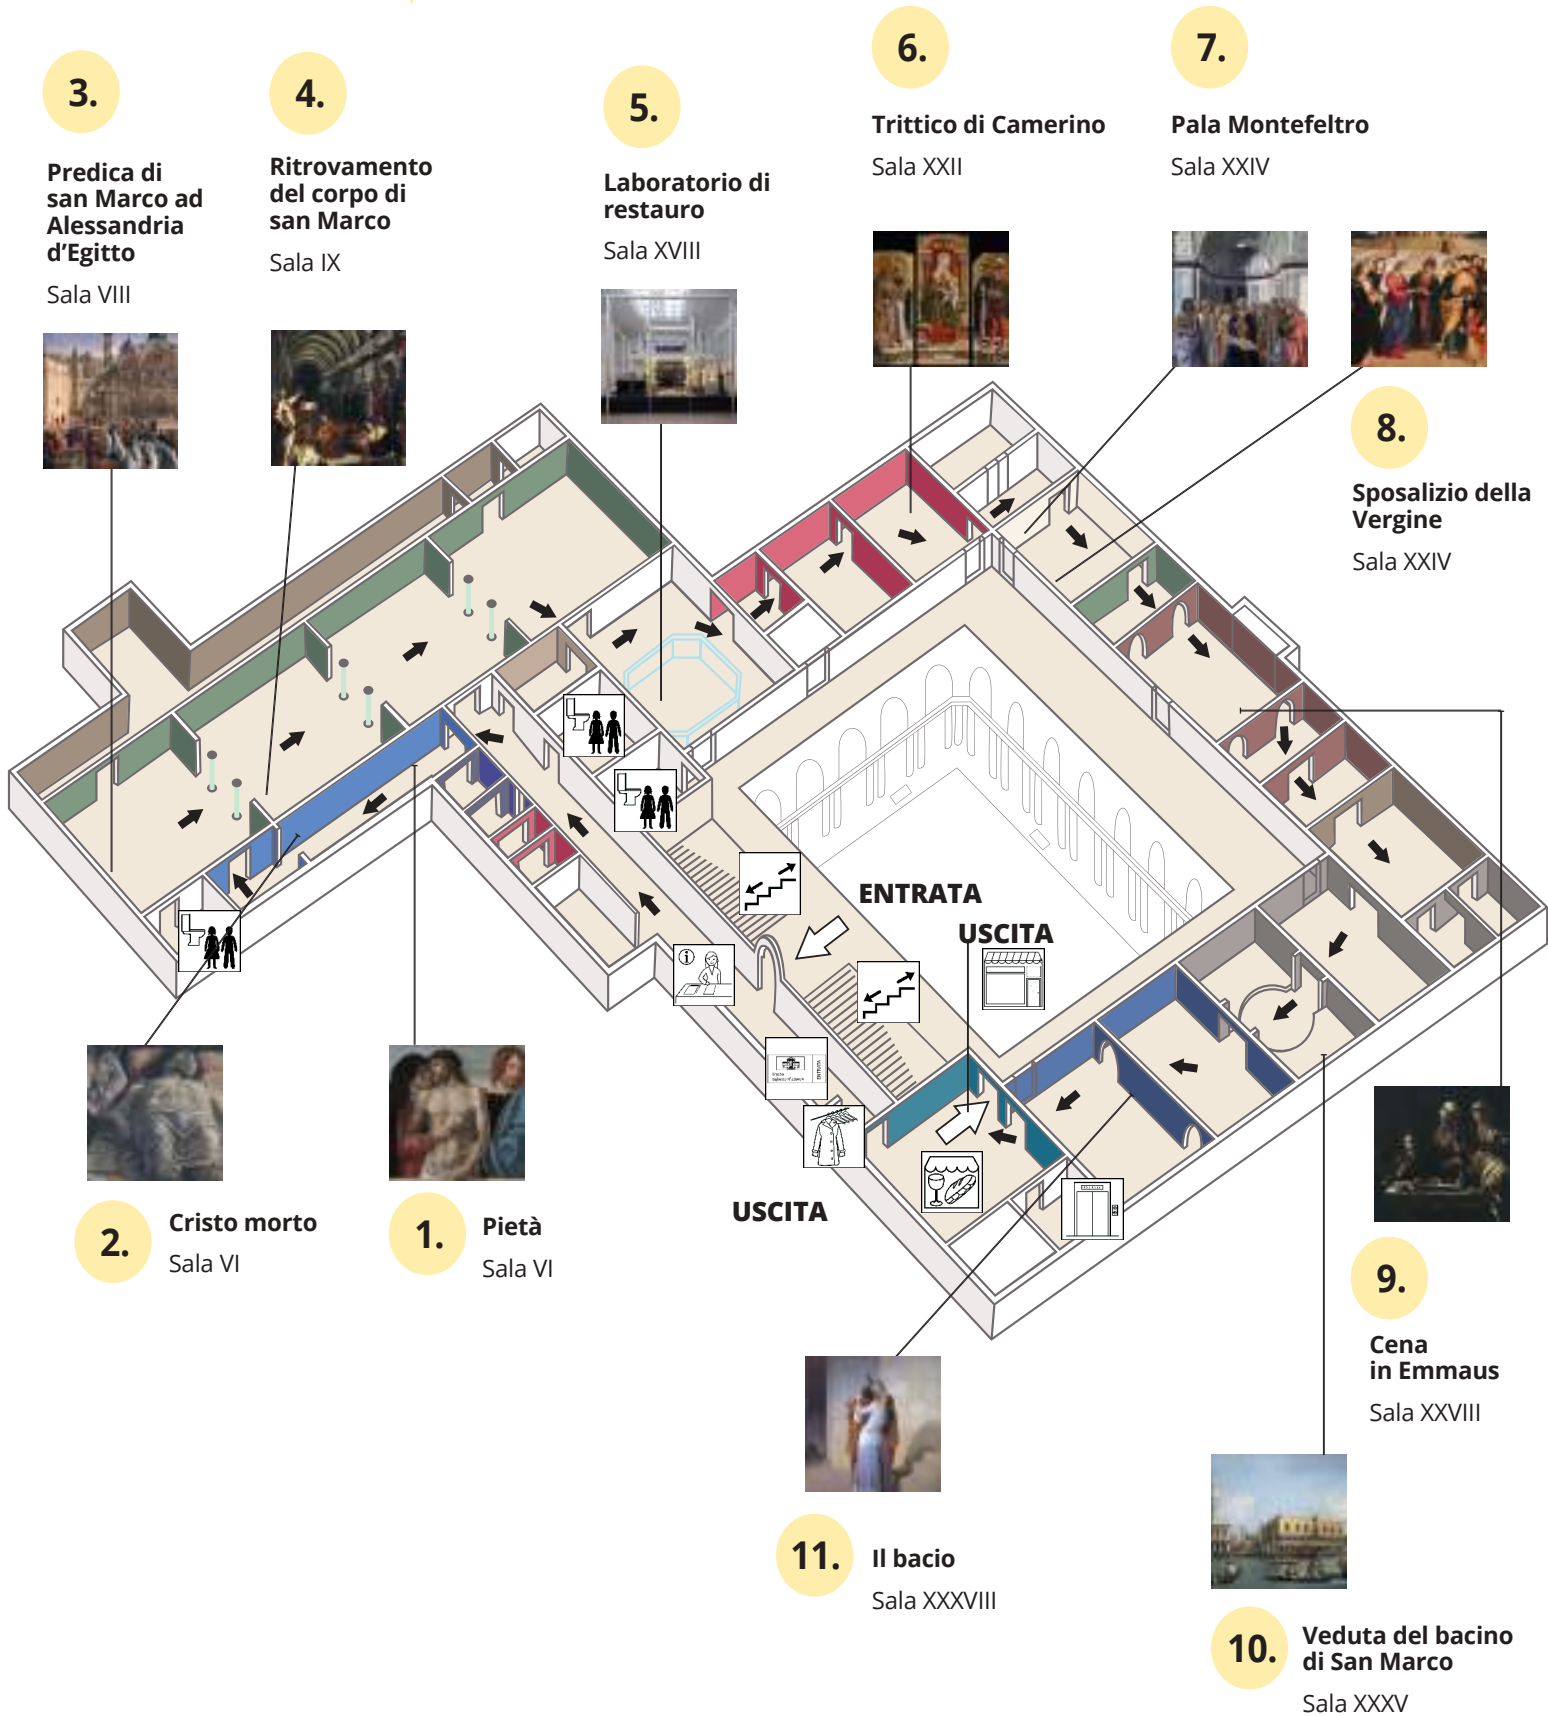 3.
Predica di
san Marco ad
Alessandria
d'Egitto
Sala VIII
4.
Ritrovamento
del corpo di
san Marco
Sala IX
5.
Laboratorio di
restauro
Sala XVIII
6.
Trittico di Camerino
Sala XXII
7.
Pala Montefeltro
Sala XXIV
8.
Sposalizio della
Vergine
Sala XXIV
ENTRATA
USCITA
i
ENTRATA
USCITA
2.
Cristo morto
Sala VI
1.
Pietà
Sala VI
9.
Cena
in Emmaus
Sala XXVIII
11.
Il bacio
Sala XXXVIII
10.
Veduta del bacino
di San Marco
Sala XXXV